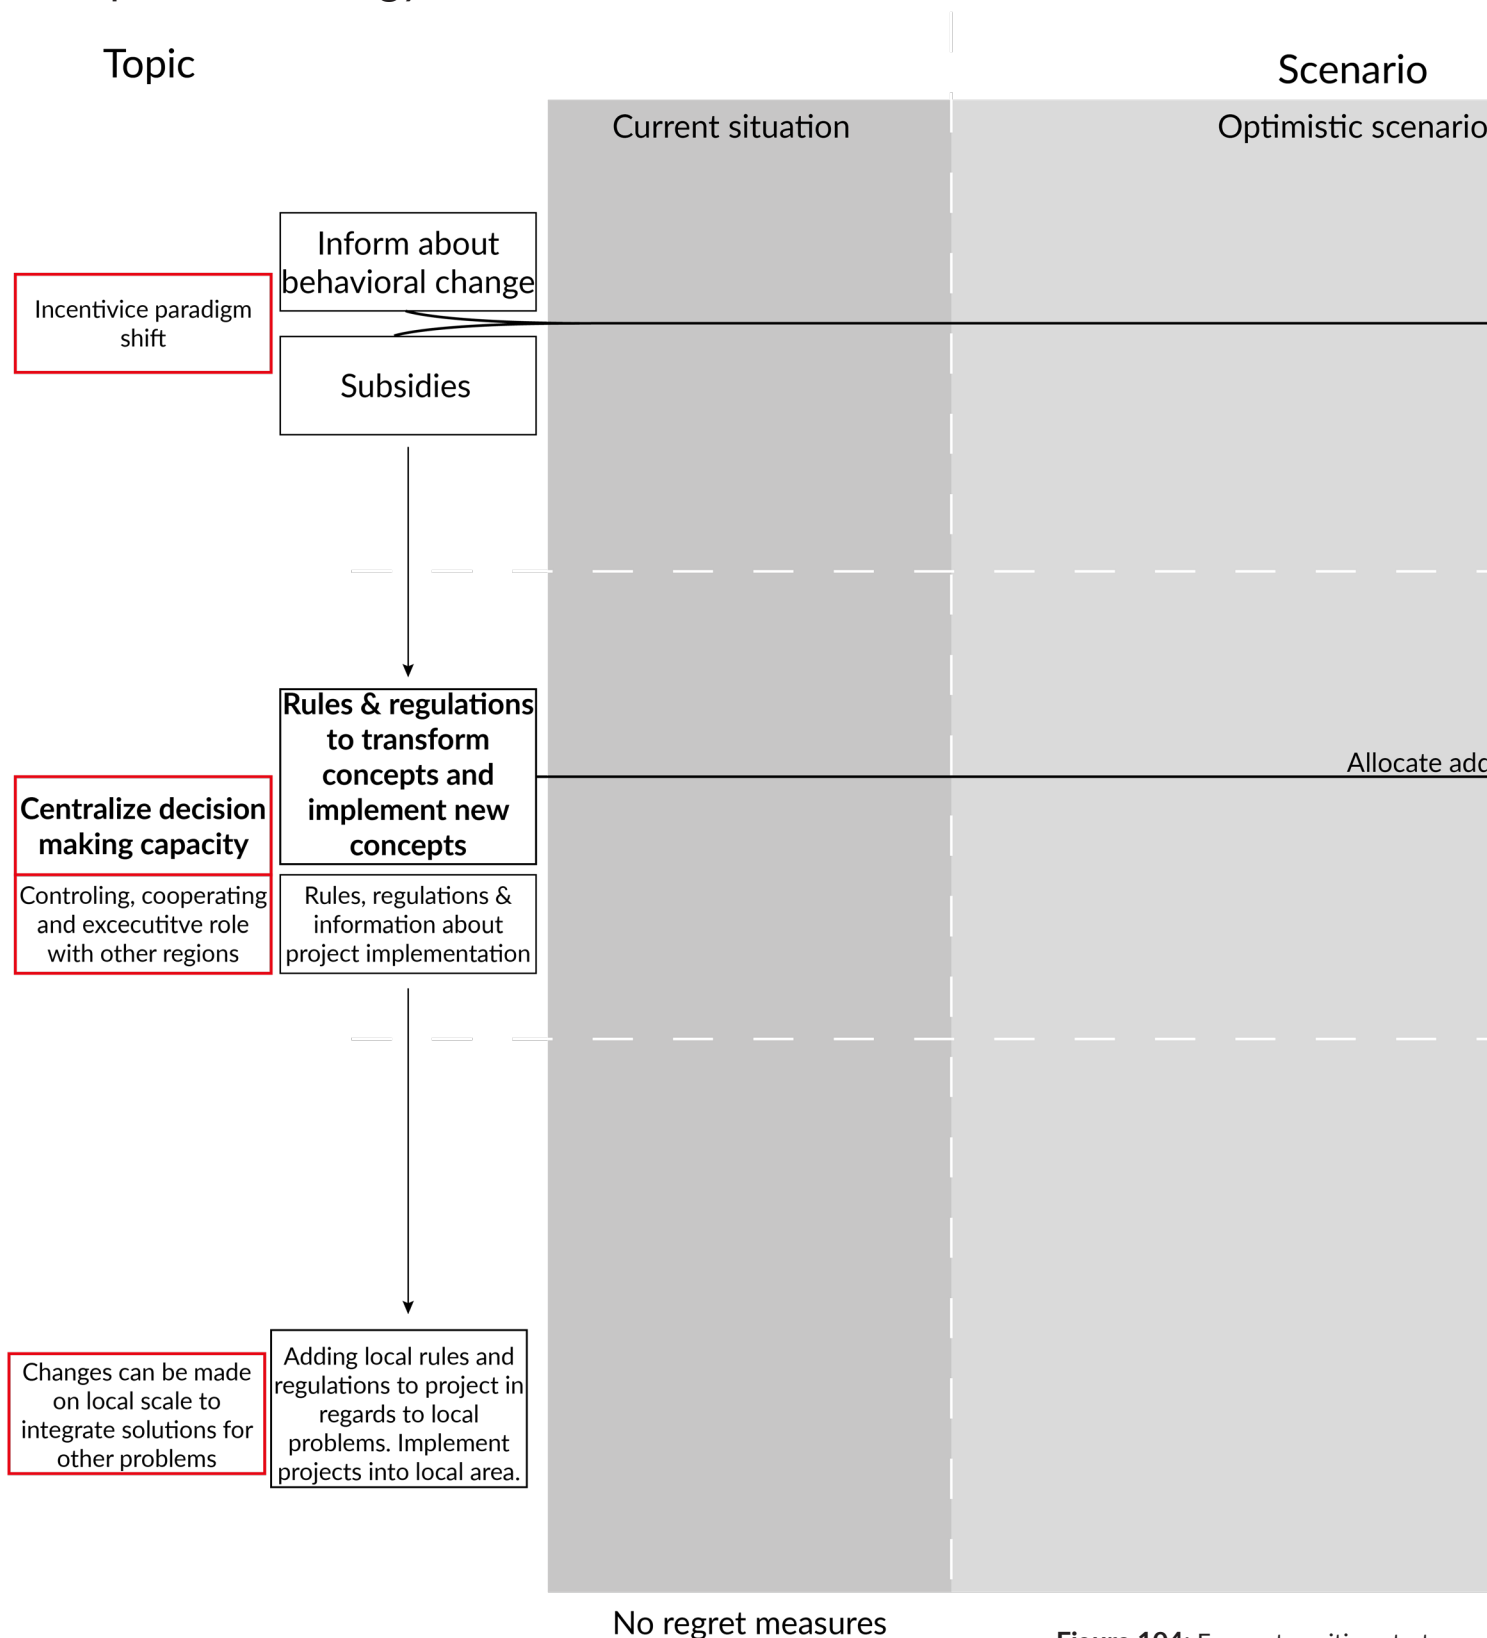 Topic
Scenario
Current situation
Optimistic scenario
Inform about
behavioral change
Incentivice paradigm
shift
Subsidies
Rules & regulations
to transform
concepts and
implement new
concepts
Allocate
Centralize decision
making capacity
Controling, cooperating
and excecutitve role
with other regions
Rules, regulations &
information about
project implementation
Changes can be made
on local scale to
integrate solutions for
other problems
Adding local rules and
regulations to project in
regards to local
problems. Implement
projects into local area.
No regret measures